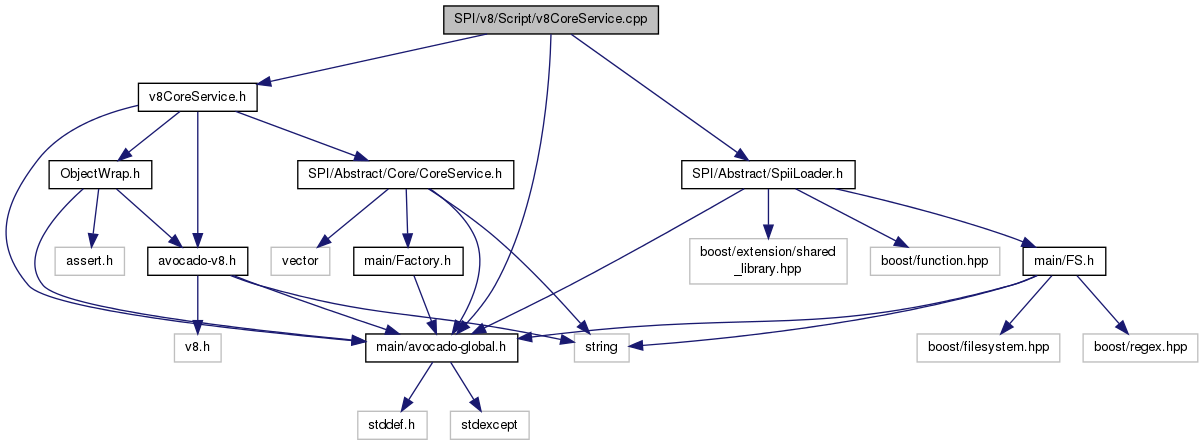 SPI/v8/Script/v8CoreService.cpp
v8CoreService.h
ObjectWrap.h
SPI/Abstract/Core/CoreService.h
SPI/Abstract/SpiiLoader.h
assert.h
avocado-v8.h
vector
main/Factory.h
boost/extension/shared
_library.hpp
boost/function.hpp
main/FS.h
v8.h
main/avocado-global.h
string
boost/filesystem.hpp
boost/regex.hpp
stddef.h
stdexcept